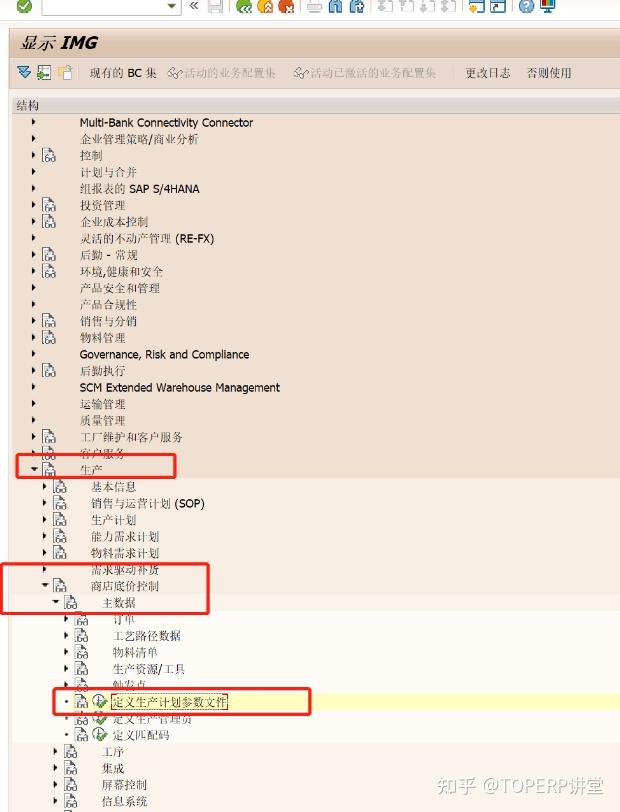 显示 IMG
现有的 BC 集 活动的业务配置集 活动已激活的业务配置集 更改日志 否则使用
结构
Multi-Bank Connectivity Connector
企业管理策略/商业分析
控制
计划与合并
组报表的 SAP S/4HANA
投资管理
企业成本控制
灵活的不动产管理 (RE-FX)
后勤 - 常规
环境,健康和安全
产品安全和管理
产品合规性
销售与分销
物料管理
Governance, Risk and Compliance
后勤执行
SCM Extended Warehouse Management
运输管理
质量管理
工厂维护和客户服务
客户服务
生产
基本信息
销售与运营计划 (SOP)
生产计划
能力需求计划
物料需求计划
需求驱动补货
商店底价控制
主数据
订单
工艺路径数据
物料清单
生产资源/工具
触发点
定义生产计划参数文件
定义生产管理员
定义匹配码
工序
集成
屏幕控制
信息系统
知乎 @TOPERP讲堂